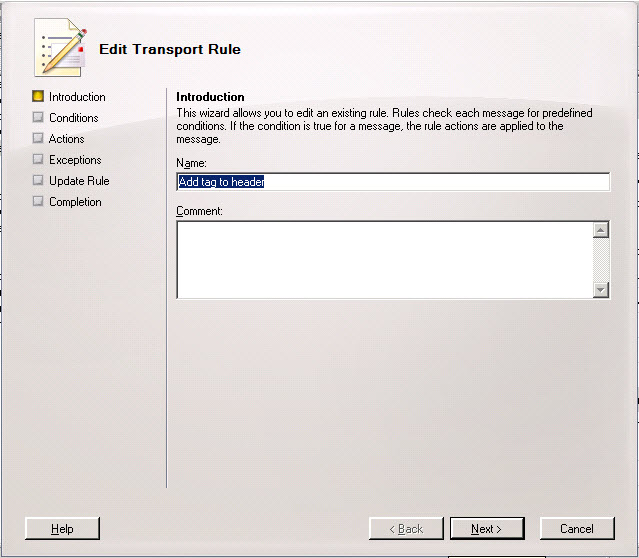 Edit Transport Rule
Introduction
Conditions
Actions
Exceptions
Update Rule
Completion
Introduction
This wizard allows you to edit an existing rule. Rules check each message for predefined
conditions. If the condition is true for a message, the rule actions are applied to the
message.
Name:
Add tag to header
Comment:
Help
< Back
Next >
Cancel